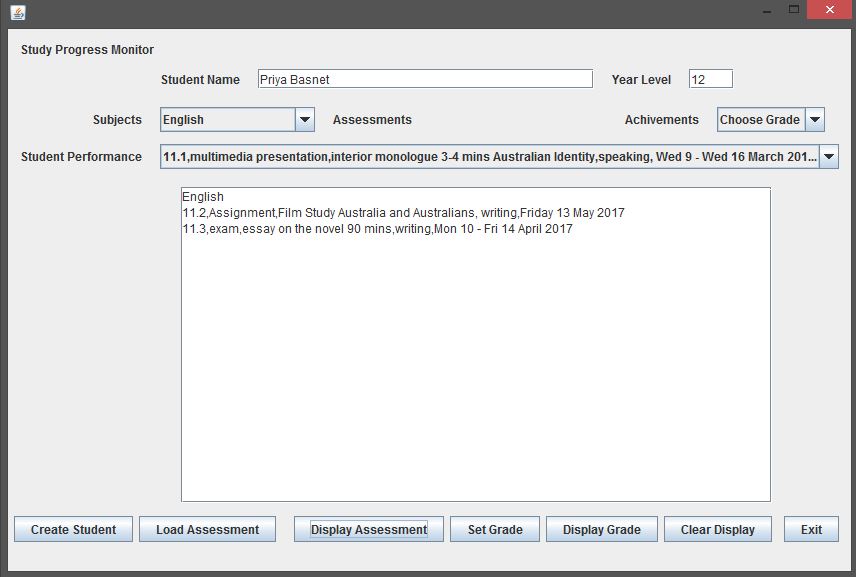 Study Progress Monitor
Student Name Priya Basnet Year Level 12
Subjects English Assessments Achivements Choose Grade
Student Performance 11.1,multimedia presentation,interior monologue 3-4 mins Australian Identity,speaking, Wed 9 - Wed 16 March 201...
English
11.2,Assignment,Film Study Australia and Australians, writing,Friday 13 May 2017
11.3,exam,essay on the novel 90 mins,writing,Mon 10 - Fri 14 April 2017
Create Student Load Assessment Display Assessment Set Grade Display Grade Clear Display Exit